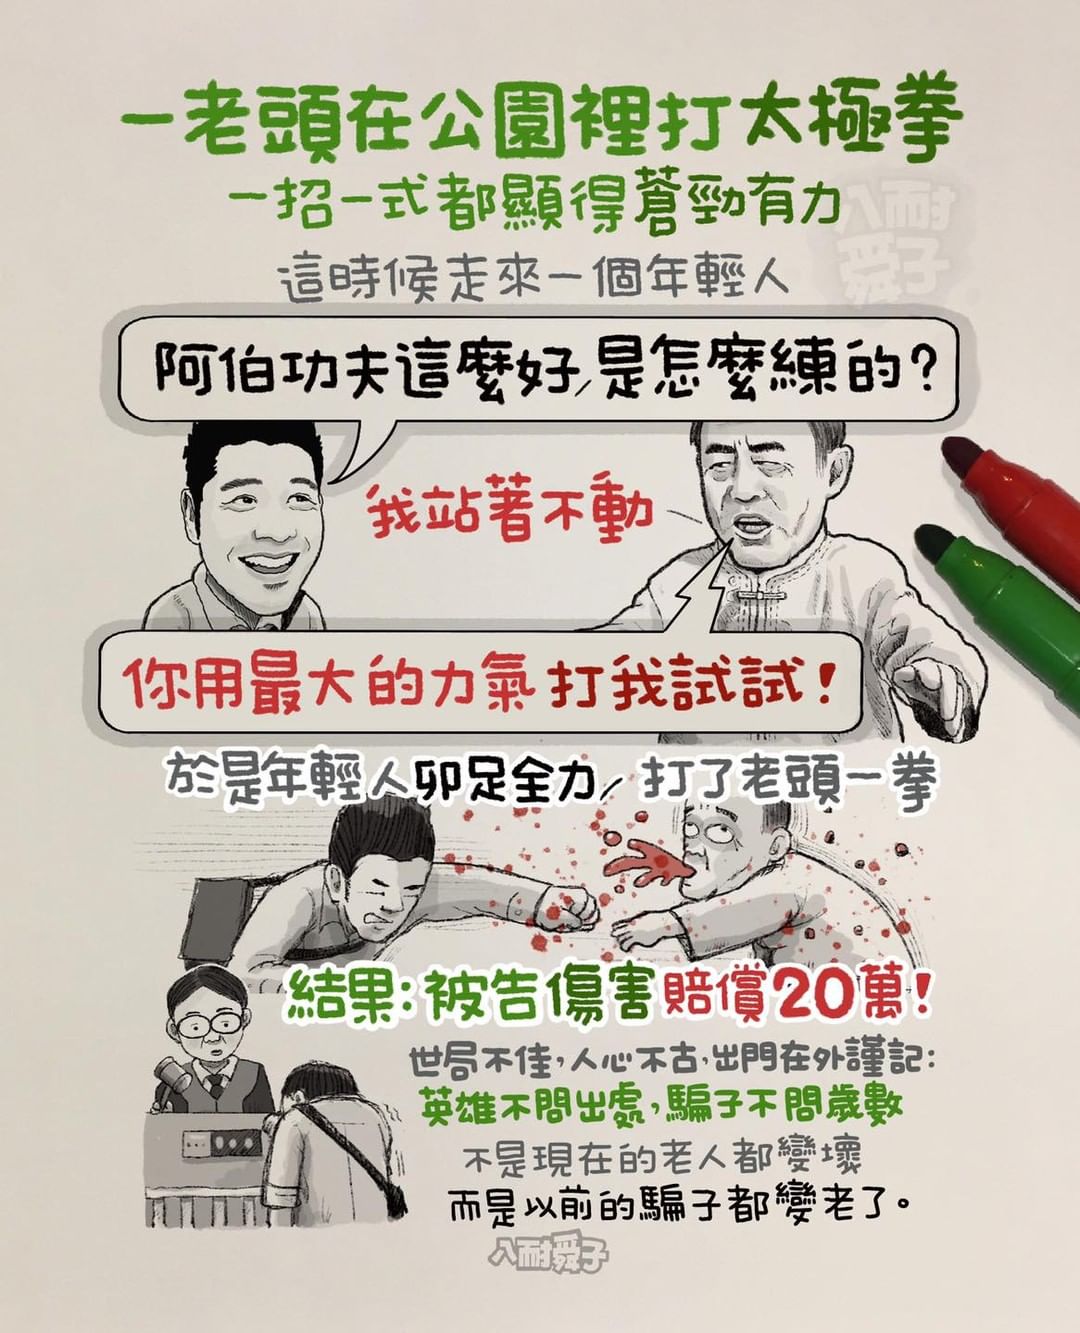 一老頭在公園裡打太極拳
一招一式都顯得蒼勁有力
八耐
舜子
這時候走來一個年輕人
阿伯功夫這麼好,是怎麼練的?
我站著不動
你用最大的力氣打我試試!
於是年輕人卯足全力,打了老頭一拳
結果:被告傷害賠償20萬!
世局不佳,人心不古,出門在外謹記:
英雄不問出處,騙子不問歲數
不是現在的老人都變壞
而是以前的騙子都變老了。
八耐舜子